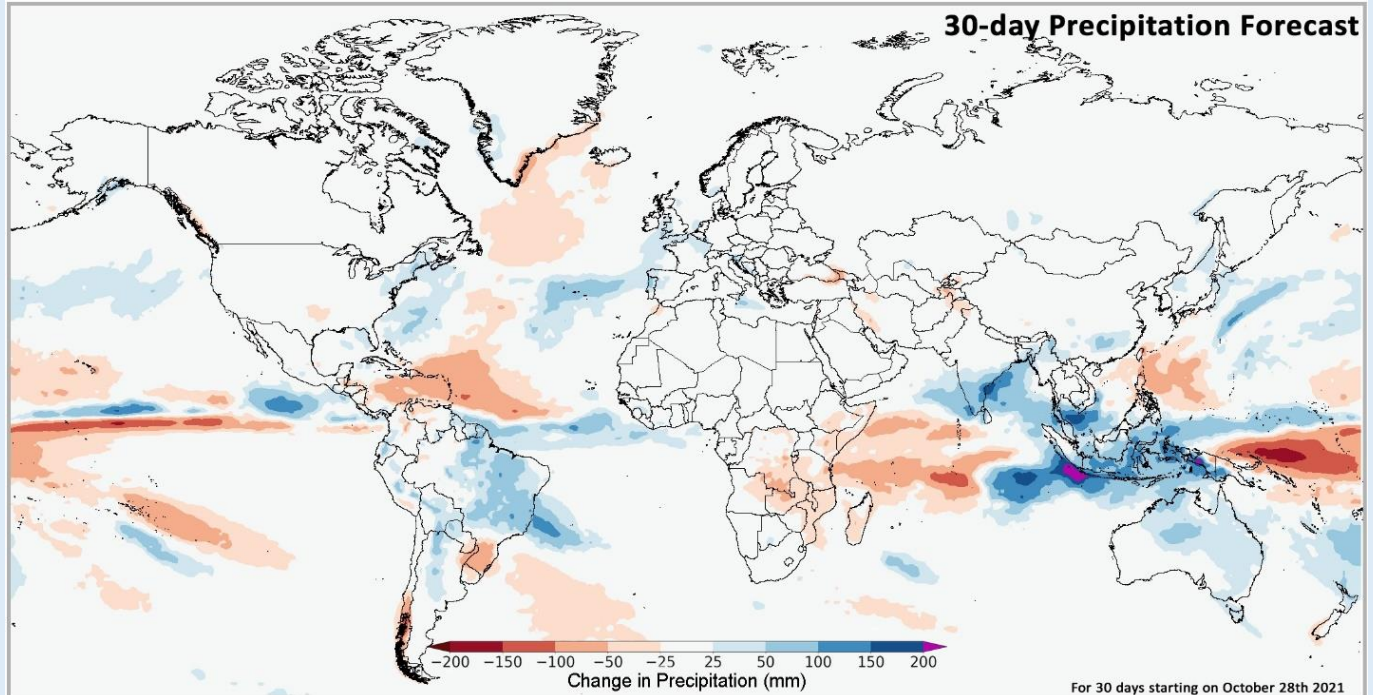 30-day Precipitation Forecast
−200 −150 −100 −50 −25 25 50 100 150 200
Change in Precipitation (mm)
For 30 days starting on October 28th 2021